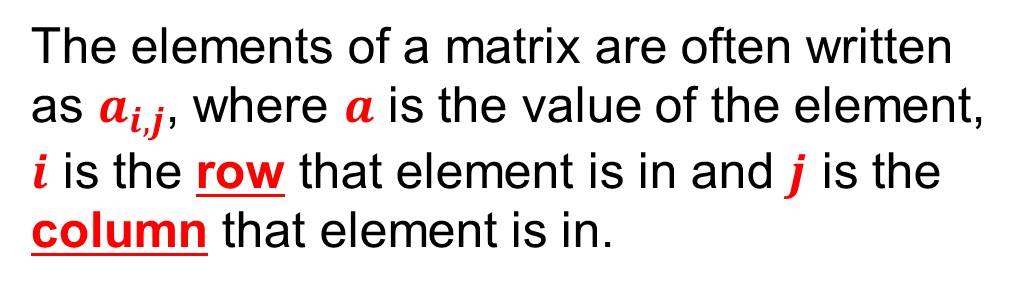 The elements of a matrix are often written
as a_{i,j}, where a is the value of the element,
i is the row that element is in and j is the
column that element is in.